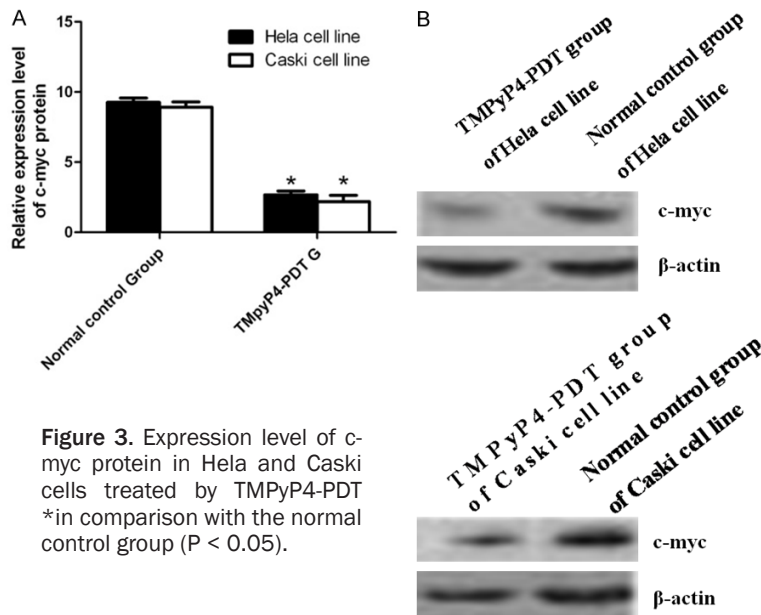 A
Hela cell line
Caski cell line
Relative expression level
of c-myc protein
15
10
5
0
*
*
Normal control Group
TMpyP4-PDT G
Figure 3. Expression level of c-
myc protein in Hela and Caski
cells treated by TMPyP4-PDT
*in comparison with the normal
control group (P < 0.05).
B
TMPyP4-PDT group
of Hela cell line
Normal control group
of Hela cell line
c-myc
β-actin
TMPyP4-PDT group
of Caski cell line
Normal control group
of Caski cell line
c-myc
β-actin